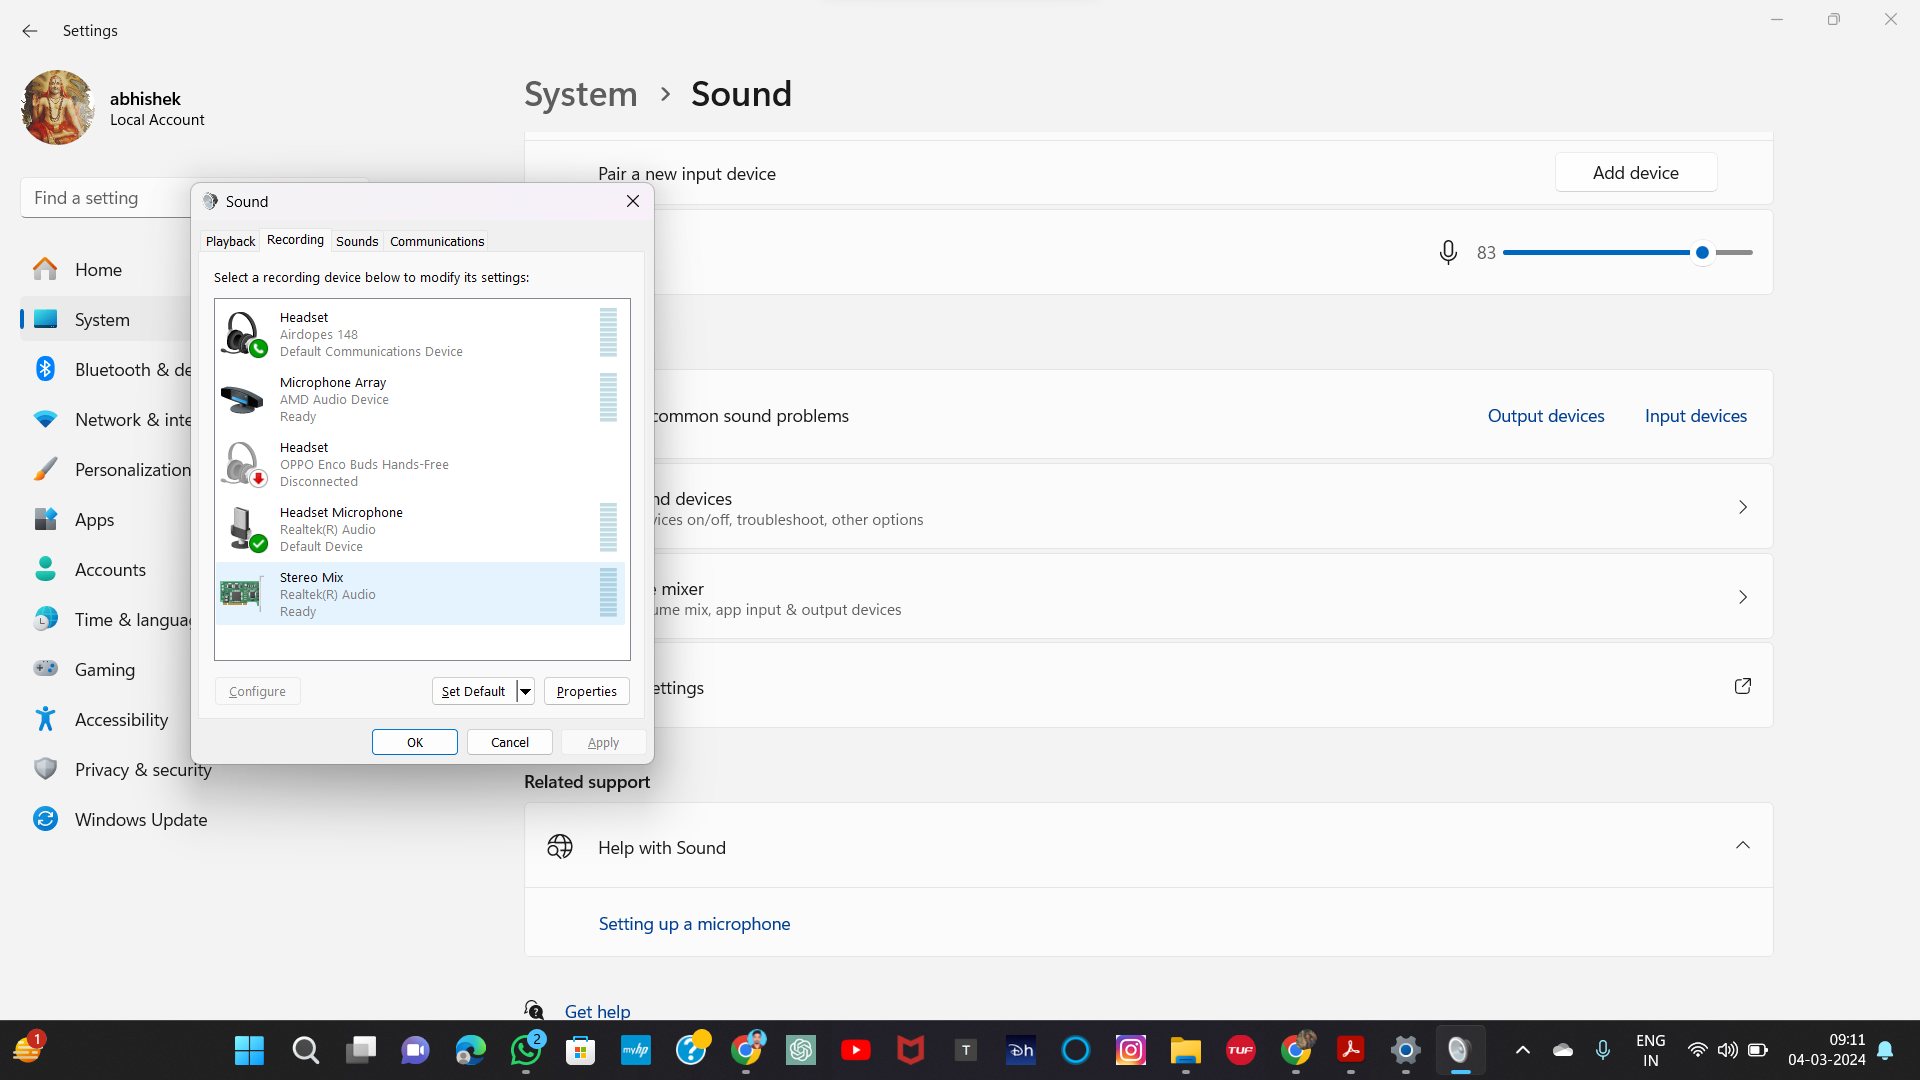 Settings
abhishek
Local Account
Find a setting
Home
System
Bluetooth & de
Network & inte
Personalization
Apps
Accounts
Time & langua
Gaming
Accessibility
Privacy & security
Windows Update
System > Sound
Pair a new input device
Add device
83
common sound problems
Output devices
Input devices
nd devices
vices on/off, troubleshoot, other options
e mixer
ume mix, app input & output devices
ettings
Related support
Help with Sound
Setting up a microphone
Get help
Sound
Playback
Recording
Sounds
Communications
Select a recording device below to modify its settings:
Headset
Airdopes 148
Default Communications Device
Microphone Array
AMD Audio Device
Ready
Headset
OPPO Enco Buds Hands-Free
Disconnected
Headset Microphone
Realtek(R) Audio
Default Device
Stereo Mix
Realtek(R) Audio
Ready
Configure
Set Default
Properties
OK
Cancel
Apply
1
2
myhp
T
Dh
TUF
ENG
IN
09:11
04-03-2024